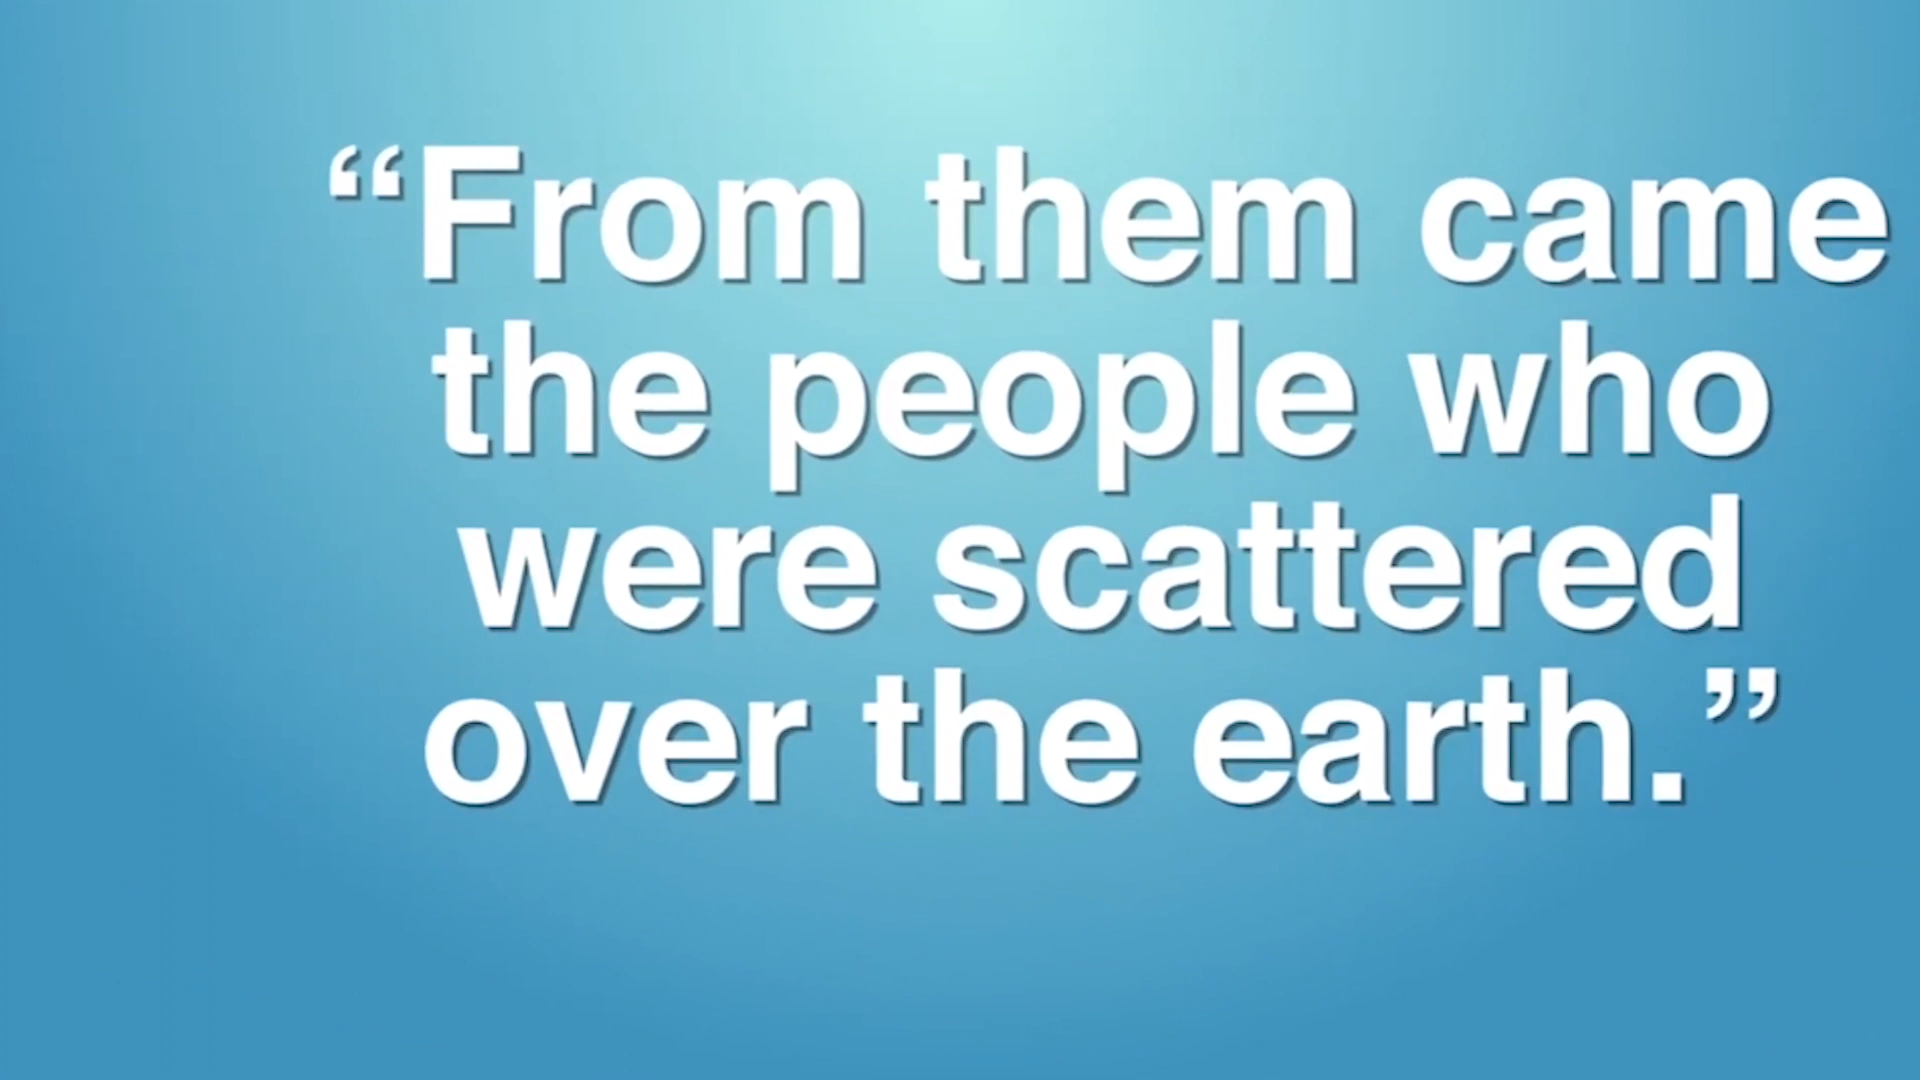 “From them came
the people who
were scattered
over the earth.”